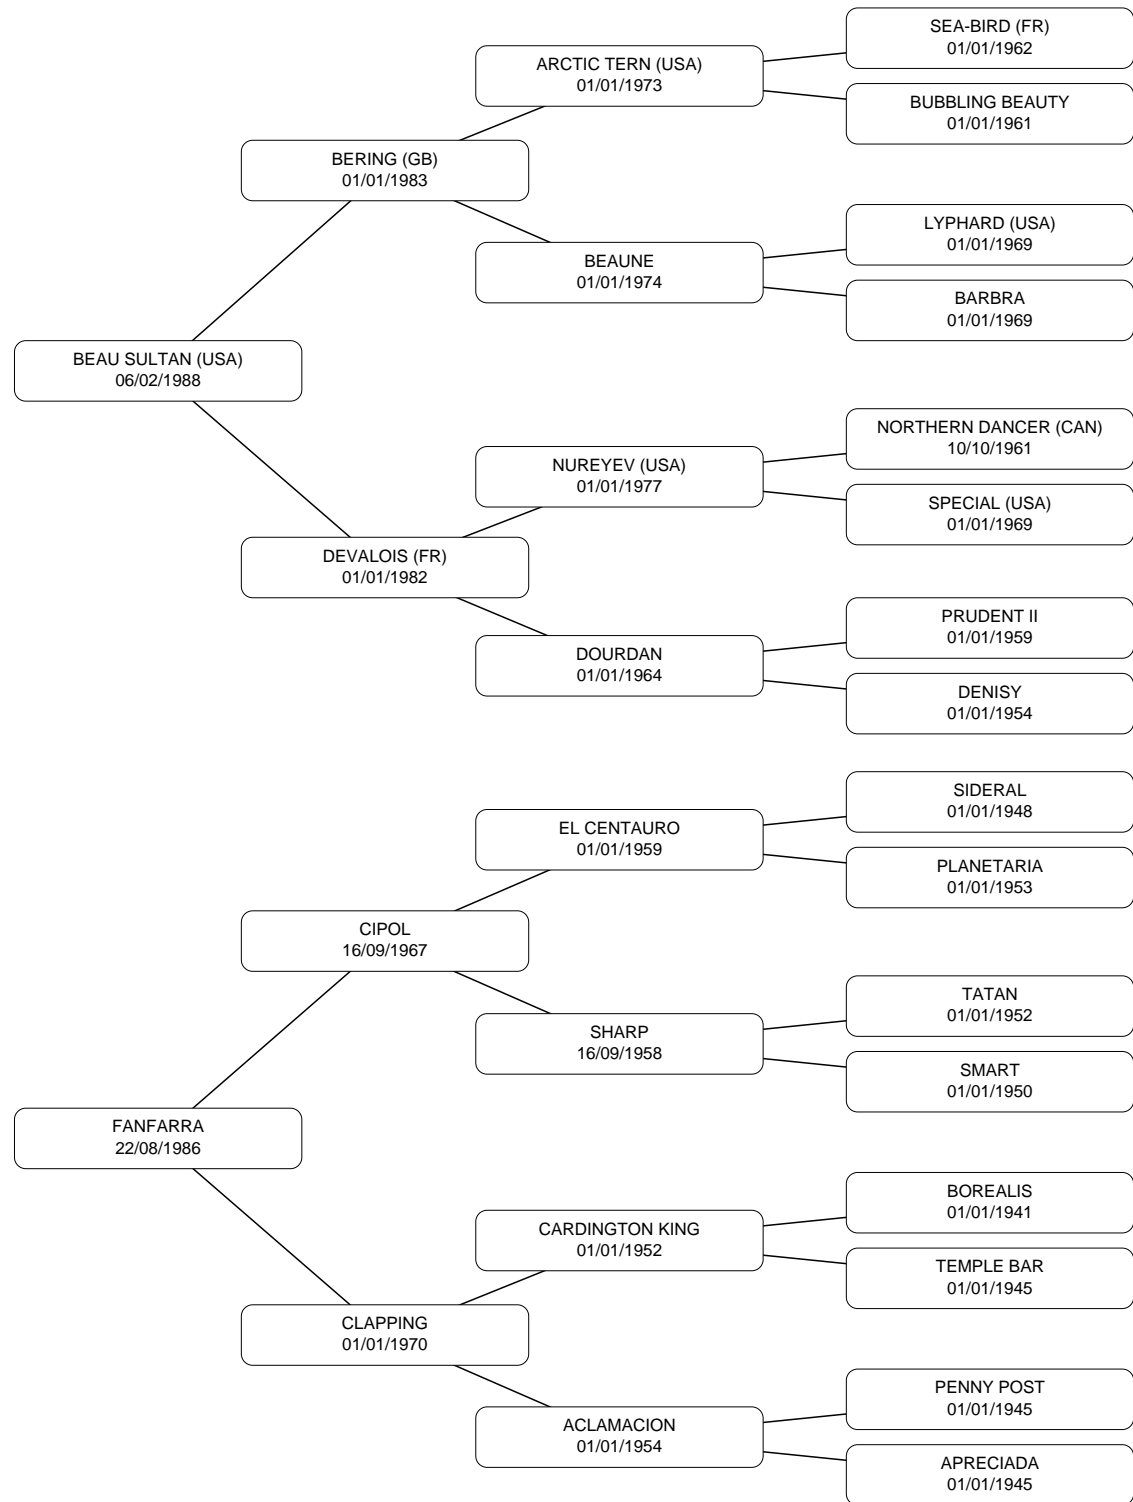 SEA-BIRD (FR)
01/01/1962
ARCTIC TERN (USA)
01/01/1973
BUBBLING BEAUTY
01/01/1961
BERING (GB)
01/01/1983
LYPHARD (USA)
01/01/1969
BEAUNE
01/01/1974
BARBRA
01/01/1969
BEAU SULTAN (USA)
06/02/1988
NORTHERN DANCER (CAN)
10/10/1961
NUREYEV (USA)
01/01/1977
SPECIAL (USA)
01/01/1969
DEVALOIS (FR)
01/01/1982
PRUDENT II
01/01/1959
DOURDAN
01/01/1964
DENISY
01/01/1954
SIDERAL
01/01/1948
EL CENTAURO
01/01/1959
PLANETARIA
01/01/1953
CIPOL
16/09/1967
TATAN
01/01/1952
SHARP
16/09/1958
SMART
01/01/1950
FANFARRA
22/08/1986
BOREALIS
01/01/1941
CARDINGTON KING
01/01/1952
TEMPLE BAR
01/01/1945
CLAPPING
01/01/1970
PENNY POST
01/01/1945
ACLAMACION
01/01/1954
APRECIADA
01/01/1945